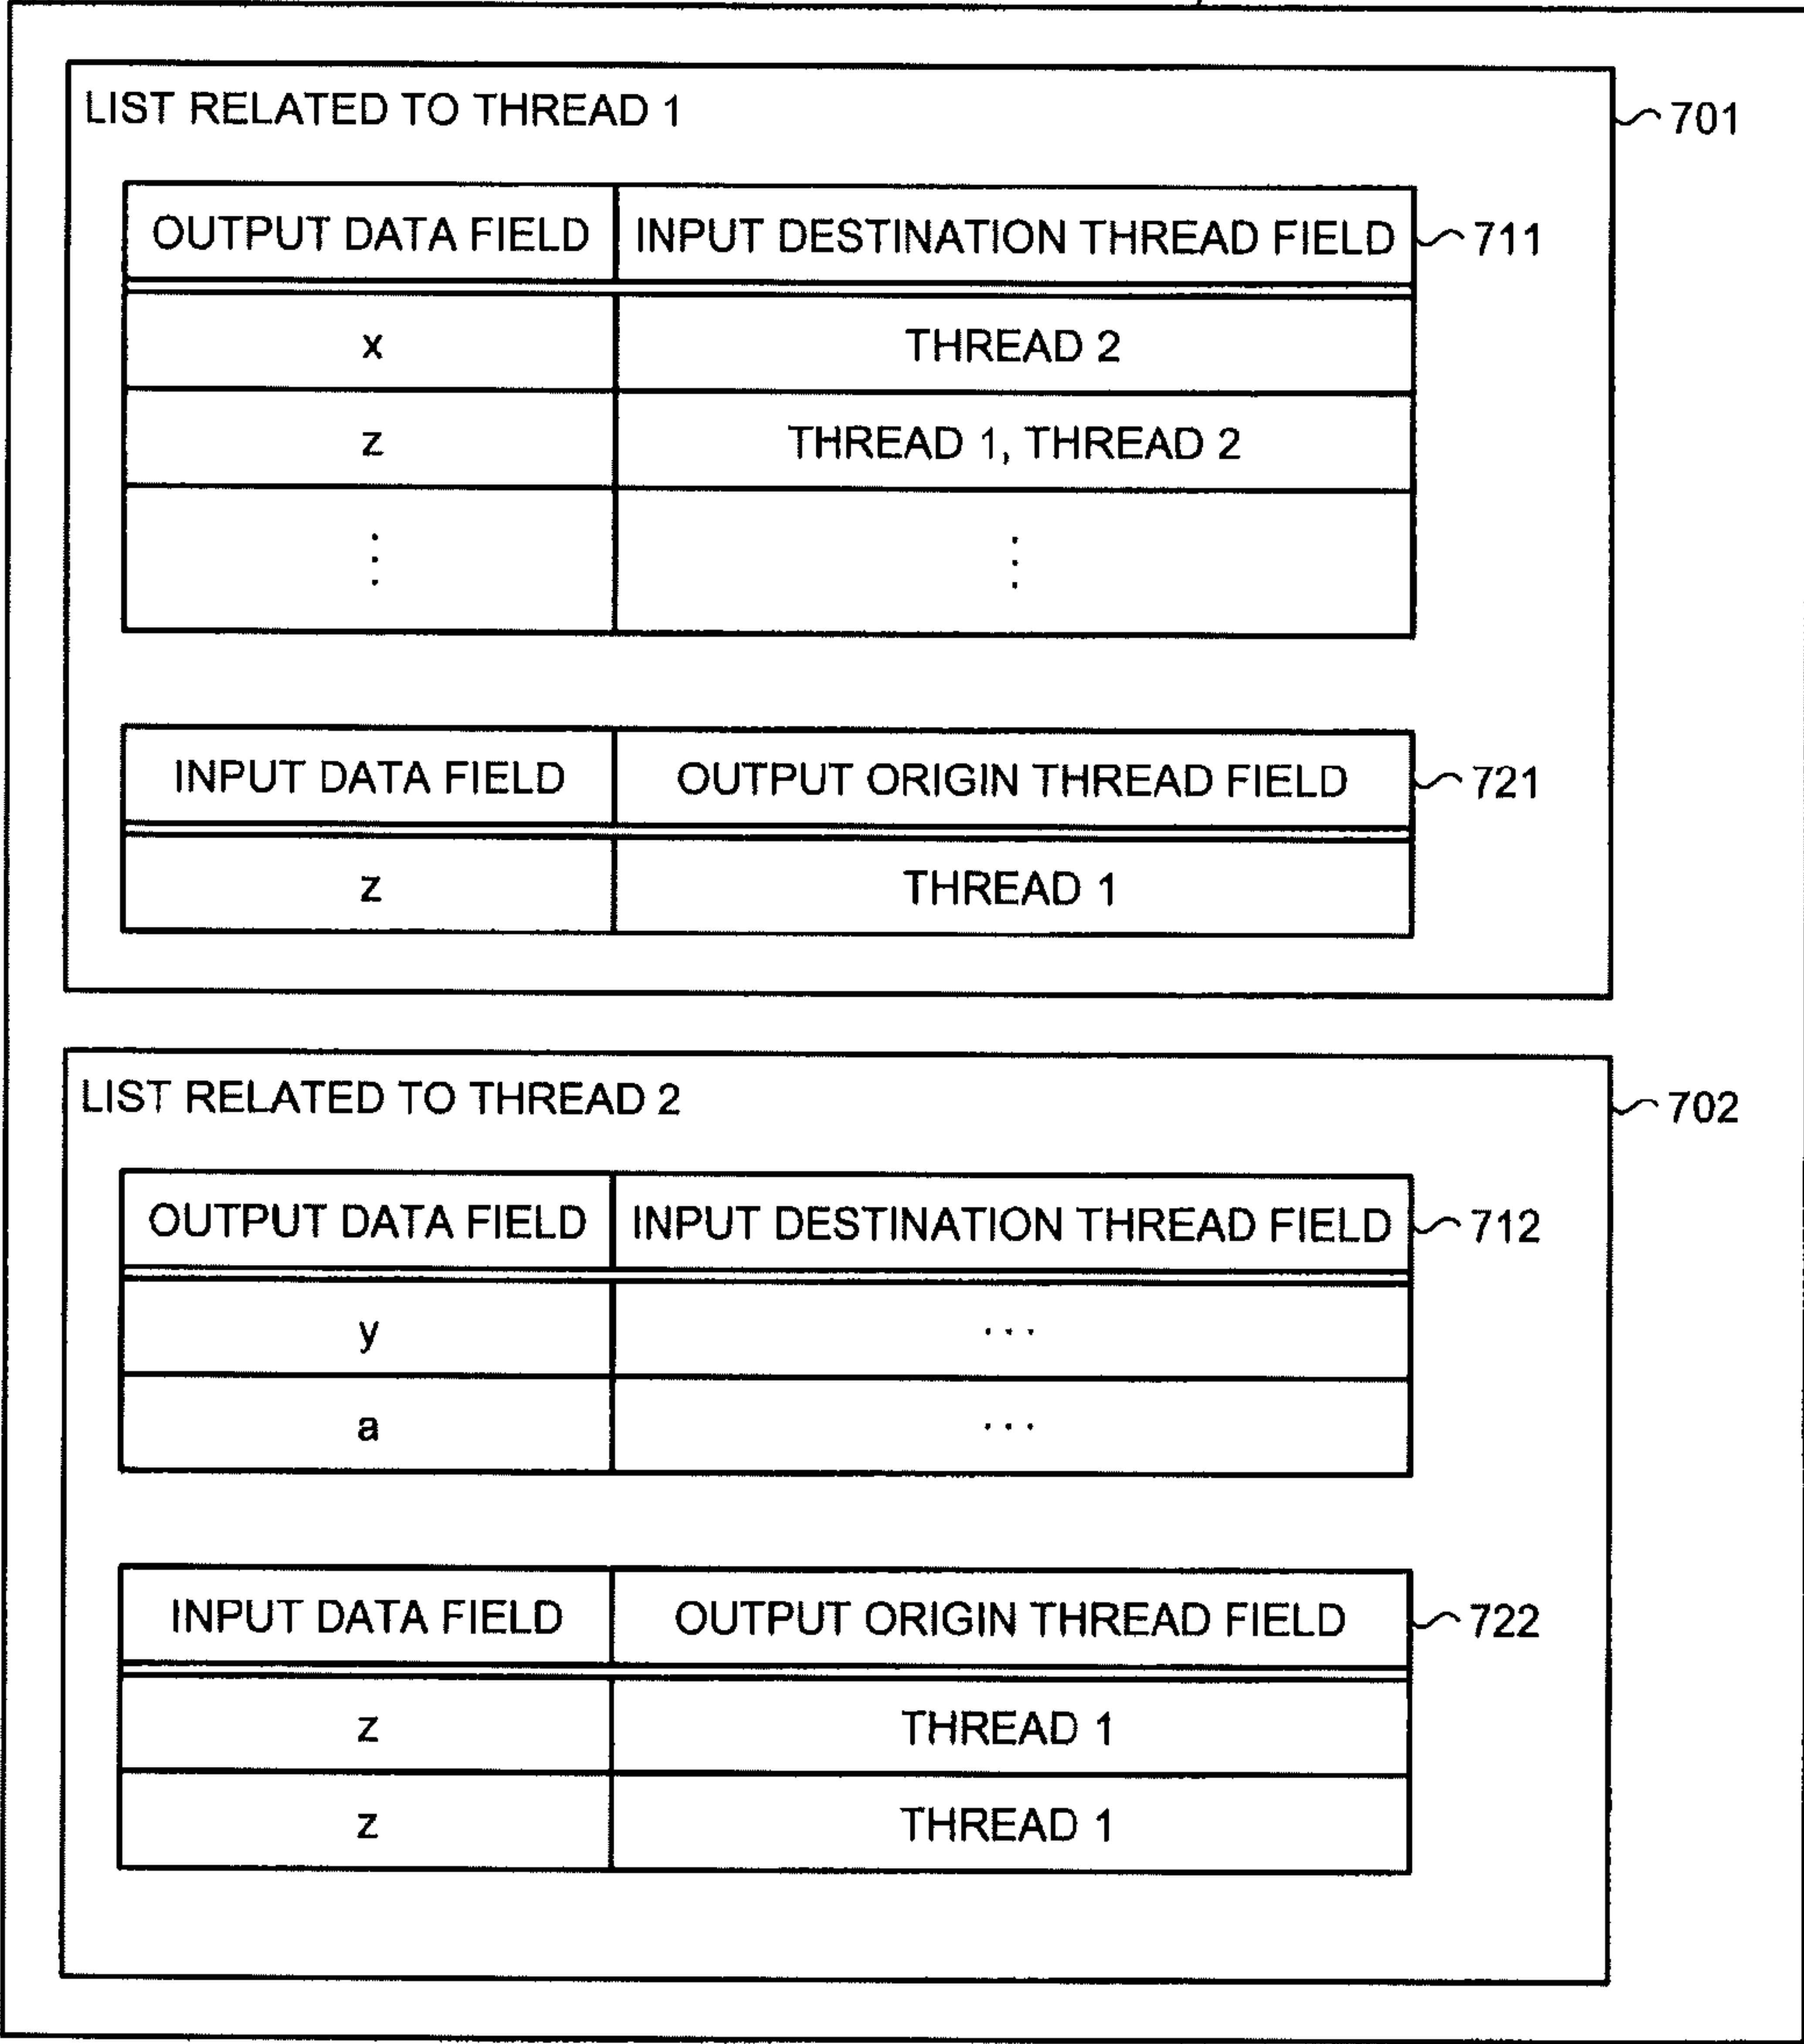 LIST RELATED TO THREAD 1
701
OUTPUT DATA FIELD INPUT DESTINATION THREAD FIELD 711
x THREAD 2
z THREAD 1, THREAD 2
⋮ ⋮
INPUT DATA FIELD OUTPUT ORIGIN THREAD FIELD 721
z THREAD 1
LIST RELATED TO THREAD 2
702
OUTPUT DATA FIELD INPUT DESTINATION THREAD FIELD 712
y ...
a ...
INPUT DATA FIELD OUTPUT ORIGIN THREAD FIELD 722
z THREAD 1
z THREAD 1